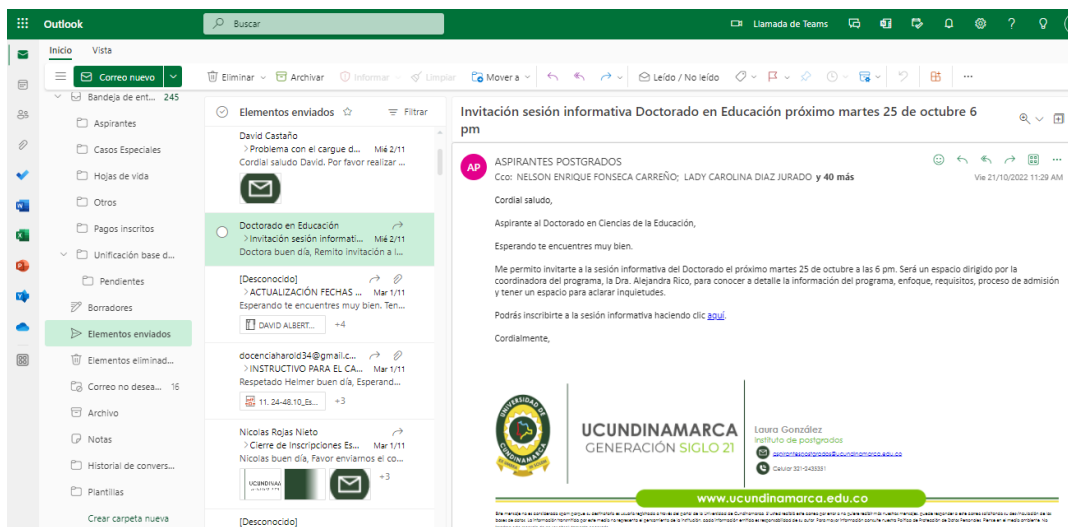 Outlook
Buscar
Llamada de Teams
Inicio
Vista
Correo nuevo
Eliminar
Archivar
Informar
Limpiar
Mover a
Leído / No leído
Bandeja de ent... 245
Aspirantes
Casos Especiales
Hojas de vida
Otros
Pagos inscritos
Unificación base d...
Pendientes
Borradores
Elementos enviados
Elementos eliminad...
Correo no desea... 16
Archivo
Notas
Historial de convers...
Plantillas
Crear carpeta nueva
Elementos enviados
Filtrar
David Castaño
>Problema con el cargue d... Mié 2/11
Cordial saludo David. Por favor realizar ...
Doctorado en Educación
>Invitación sesión informati... Mié 2/11
Doctora buen día, Remito invitación a l...
[Desconocido]
>ACTUALIZACIÓN FECHAS ... Mar 1/11
Esperando te encuentres muy bien. Ten...
DAVID ALBERT... +4
docenciaharold34@gmail.c...
>INSTRUCTIVO PARA EL CA... Mar 1/11
Respetado Helmer buen día, Esperand...
11. 24-48.10_Es... +3
Nicolas Rojas Nieto
>Cierre de Inscripciones Es... Mar 1/11
Nicolas buen día, Favor enviarnos el co...
+3
[Desconocido]
Invitación sesión informativa Doctorado en Educación próximo martes 25 de octubre 6
pm
AP
ASPIRANTES POSTGRADOS
Cco: NELSON ENRIQUE FONSECA CARREÑO; LADY CAROLINA DIAZ JURADO y 40 más
Vie 21/10/2022 11:29 AM
Cordial saludo,
Aspirante al Doctorado en Ciencias de la Educación,
Esperando te encuentres muy bien.
Me permito invitarte a la sesión informativa del Doctorado el próximo martes 25 de octubre a las 6 pm. Será un espacio dirigido por la
coordinadora del programa, la Dra. Alejandra Rico, para conocer a detalle la información del programa, enfoque, requisitos, proceso de admisión
y tener un espacio para aclarar inquietudes.
Podrás inscribirte a la sesión informativa haciendo clic aquí.
Cordialmente,
UNIVERSIDAD DE
CUNDINAMARCA
UCUNDINAMARCA
GENERACIÓN SIGLO 21
Laura González
Instituto de postgrados
aspirantespostgrados@ucundinamarca.edu.co
www.ucundinamarca.edu.co